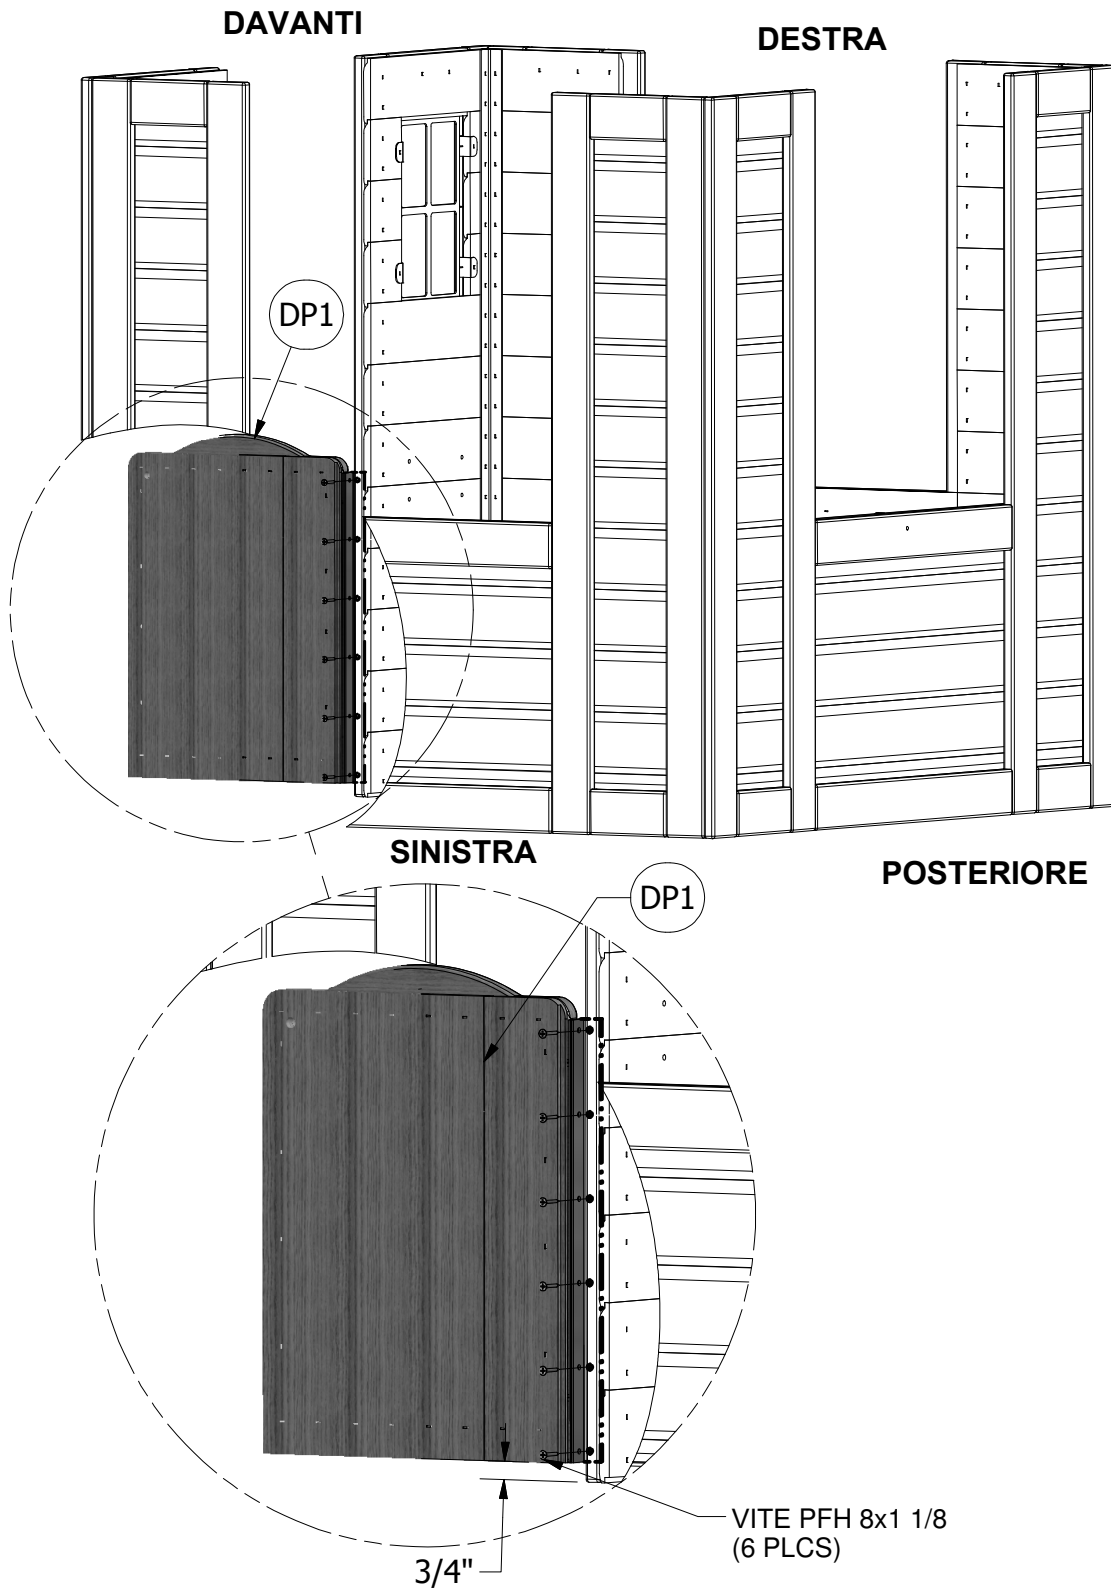 DAVANTI
DESTRA
DP1
SINISTRA
POSTERIORE
DP1
VITE PFH 8x1 1/8
(6 PLCS)
3/4"